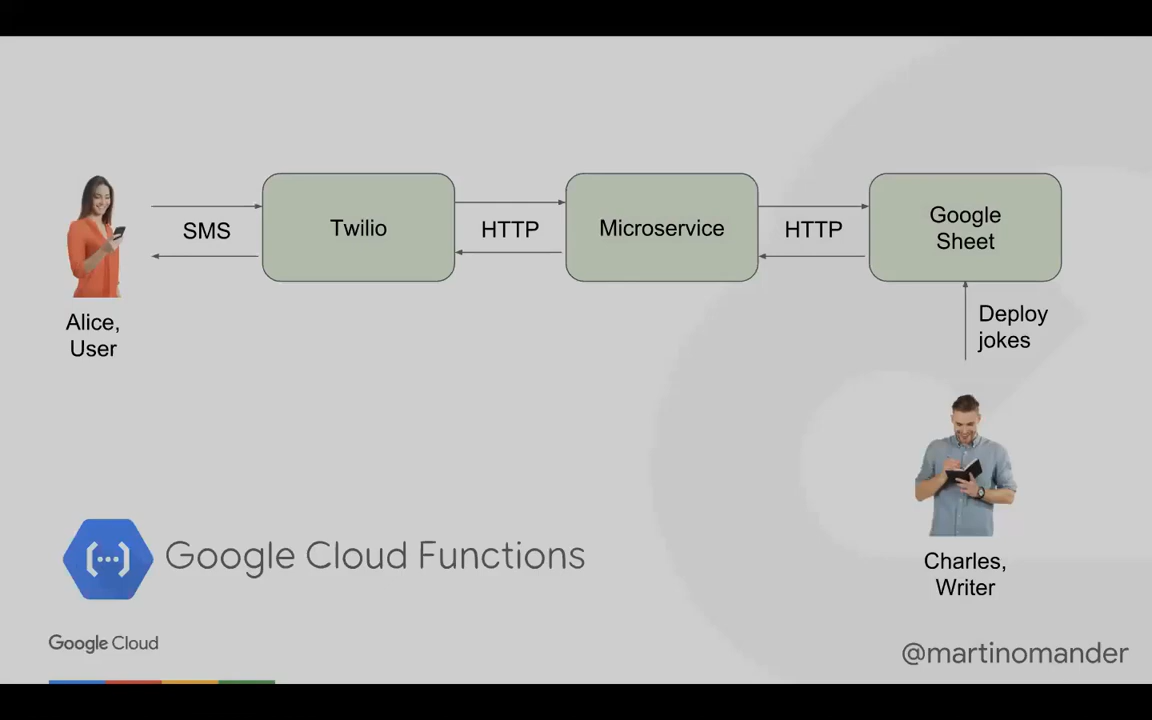 SMS
Twilio
HTTP
Microservice
HTTP
Google
Sheet
Alice,
User
Deploy
jokes
Charles,
Writer
Google Cloud Functions
Google Cloud
@martinomander